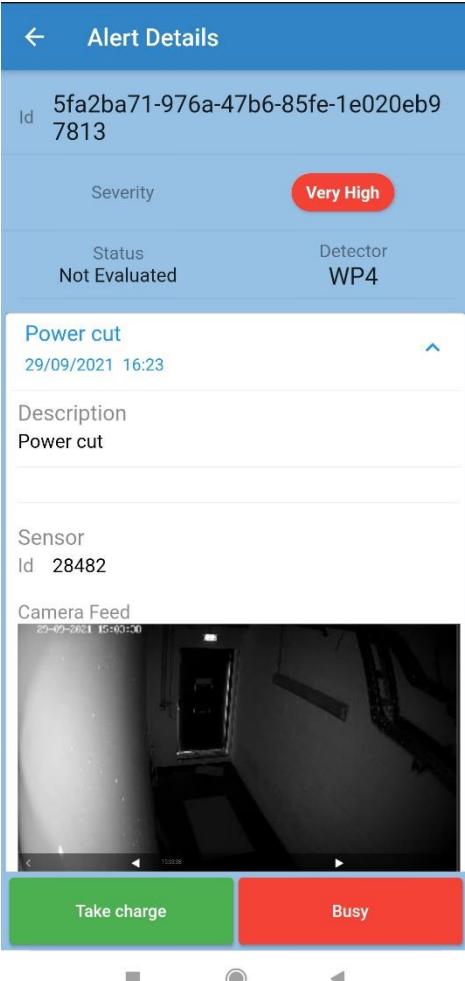 Alert Details
Id 5fa2ba71-976a-47b6-85fe-1e020eb9
7813
Severity Very High
Status Detector
Not Evaluated WP4
Power cut
29/09/2021 16:23
Description
Power cut
Sensor
Id 28482
Camera Feed
29-09-2021 15:03:30
Take charge Busy